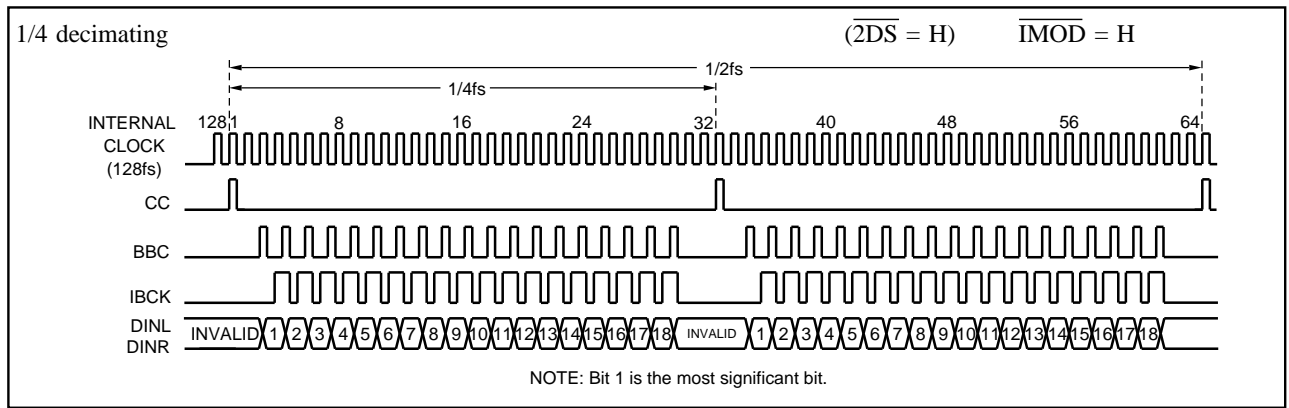 1/4 decimating (2DS = H) IMOD = H
1/2fs
1/4fs
INTERNAL CLOCK (128fs)
128 1 8 16 24 32 40 48 56 64
CC
BBC
IBCK
DINL DINR
INVALID 1 2 3 4 5 6 7 8 9 10 11 12 13 14 15 16 17 18 INVALID 1 2 3 4 5 6 7 8 9 10 11 12 13 14 15 16 17 18
NOTE: Bit 1 is the most significant bit.